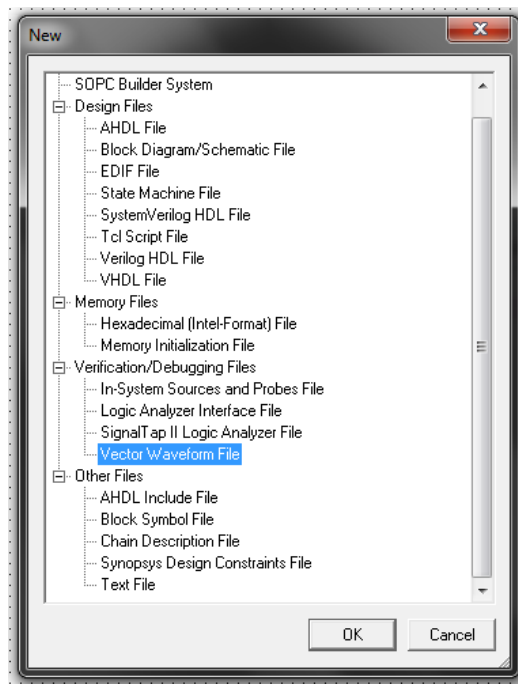 New
SOPC Builder System
Design Files
AHDL File
Block Diagram/Schematic File
EDIF File
State Machine File
SystemVerilog HDL File
Tcl Script File
Verilog HDL File
VHDL File
Memory Files
Hexadecimal (Intel-Format) File
Memory Initialization File
Verification/Debugging Files
In-System Sources and Probes File
Logic Analyzer Interface File
SignalTap II Logic Analyzer File
Vector Waveform File
Other Files
AHDL Include File
Block Symbol File
Chain Description File
Synopsys Design Constraints File
Text File
OK Cancel